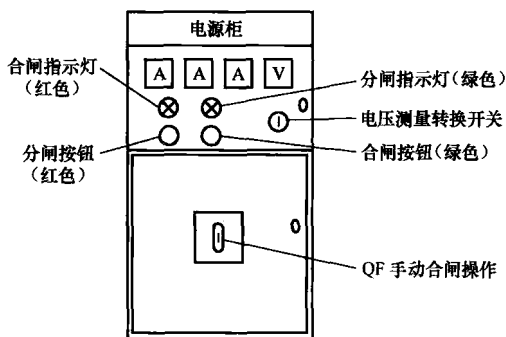 电源柜
A A A V
合闸指示灯
(红色)
分闸指示灯(绿色)
电压测量转换开关
分闸按钮
(红色)
合闸按钮(绿色)
QF 手动合闸操作